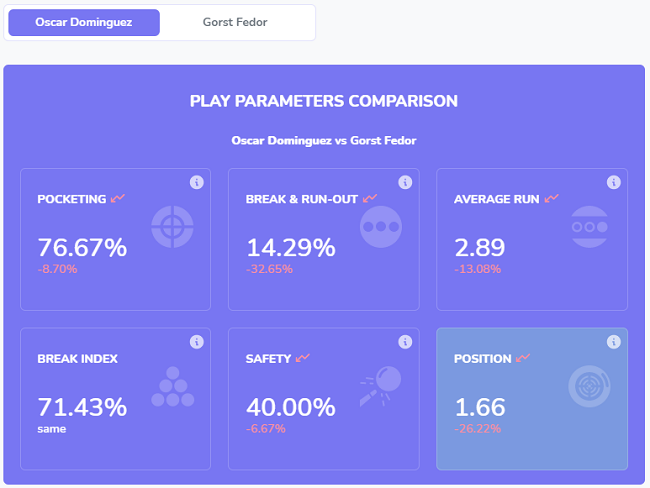 Oscar Dominguez
Gorst Fedor
PLAY PARAMETERS COMPARISON
Oscar Dominguez vs Gorst Fedor
POCKETING
76.67%
-8.70%
BREAK & RUN-OUT
14.29%
-32.65%
AVERAGE RUN
2.89
-13.08%
BREAK INDEX
71.43%
same
SAFETY
40.00%
-6.67%
POSITION
1.66
-26.22%